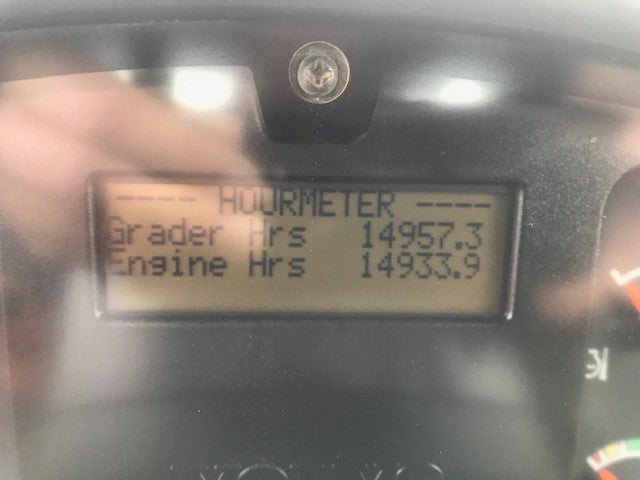 ---- HOURMETER ----
Grader Hrs 14957.3
Engine Hrs 14933.9